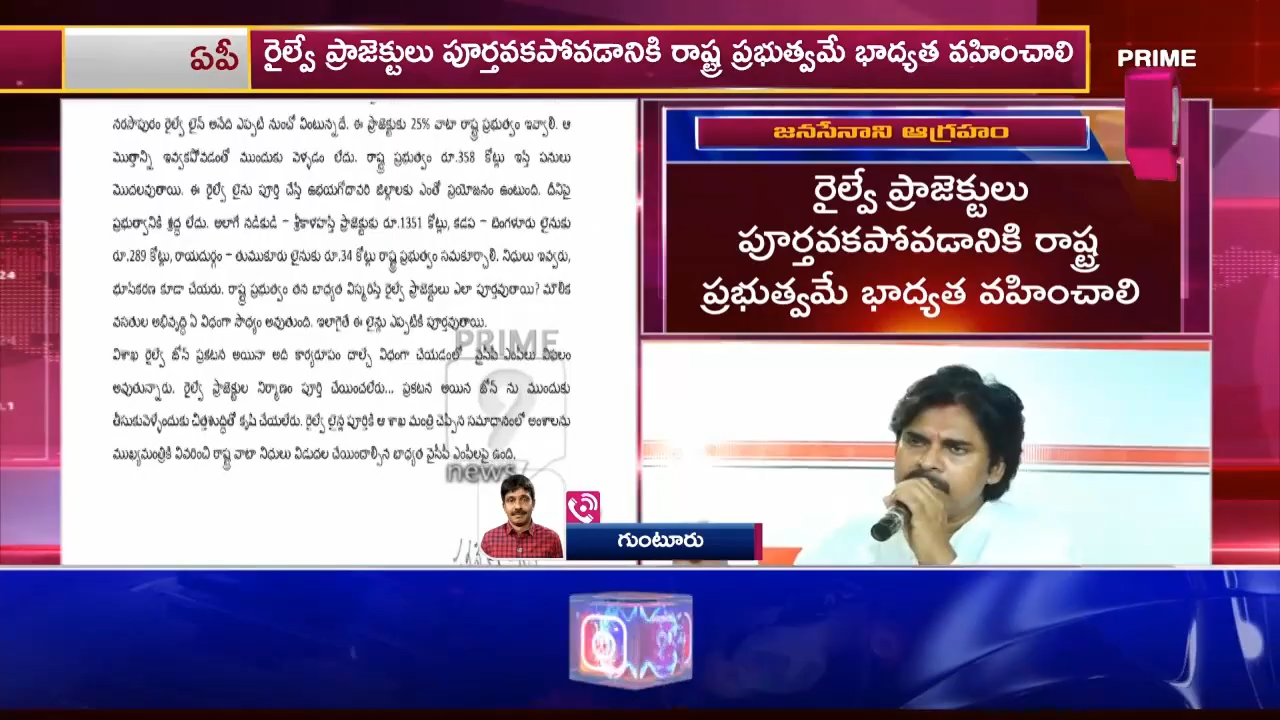 ఏపీ
రైల్వే ప్రాజెక్టులు పూర్తవకపోవడానికి రాష్ట్ర ప్రభుత్వమే భాద్యత వహించాలి
PRIME
నరసాపురం రైల్వే లైన్ అనేది ఎప్పటి నుంచో వింటున్నదే. ఈ ప్రాజెక్టుకు 25% వాటా రాష్ట్ర ప్రభుత్వం ఇవ్వాలి. ఆ
మొత్తాన్ని ఇవ్వకపోవడంతో ముందుకు వెళ్ళడం లేదు. రాష్ట్ర ప్రభుత్వం రూ.358 కోట్లు ఇస్తే పనులు
మొదలవుతాయి. ఈ రైల్వే లైను పూర్తి చేస్తే ఉభయగోదావరి జిల్లాలకు ఎంతో ప్రయోజనం ఉంటుంది. దీనిపై
ప్రభుత్వానికి శ్రద్ధ లేదు. అలాగే నడికుడి – శ్రీకాళహస్తి ప్రాజెక్టుకు రూ.1351 కోట్లు, కడప – బెంగళూరు లైనుకు
రూ.289 కోట్లు, రాయదుర్గం – తుముకూరు లైనుకు రూ.34 కోట్లు రాష్ట్ర ప్రభుత్వం సమకూర్చాలి. నిధులు ఇవ్వరు,
భూసేకరణ కూడా చేయరు. రాష్ట్ర ప్రభుత్వం తన బాధ్యత విస్మరిస్తే రైల్వే ప్రాజెక్టులు ఎలా పూర్తవుతాయి? మౌలిక
వసతుల అభివృద్ధి ఏ విధంగా సాధ్యం అవుతుంది. ఇలాగైతే ఈ లైన్లు ఎప్పటికి పూర్తవుతాయి.
విశాఖ రైల్వే జోన్ ప్రకటన అయినా అది కార్యరూపం దాల్చే విధంగా చేయడంలో వైసీపీ ఎంపీలు విఫలం
అవుతున్నారు. రైల్వే ప్రాజెక్టుల నిర్మాణం పూర్తి చేయించలేరు... ప్రకటన అయిన జోన్ ను ముందుకు
తీసుకువెళ్ళేందుకు చిత్తశుద్ధితో కృషి చేయలేరు. రైల్వే లైన్ల పూర్తికి ఆ శాఖ మంత్రి చెప్పిన సమాధానంలో అంశాలను
ముఖ్యమంత్రికి వివరించి రాష్ట్ర వాటా నిధులు విడుదల చేయించాల్సిన బాధ్యత వైసీపీ ఎంపీలపై ఉంది.
PRIME
9
news
జనసేనాని ఆగ్రహం
రైల్వే ప్రాజెక్టులు
పూర్తవకపోవడానికి రాష్ట్ర
ప్రభుత్వమే భాద్యత వహించాలి
గుంటూరు